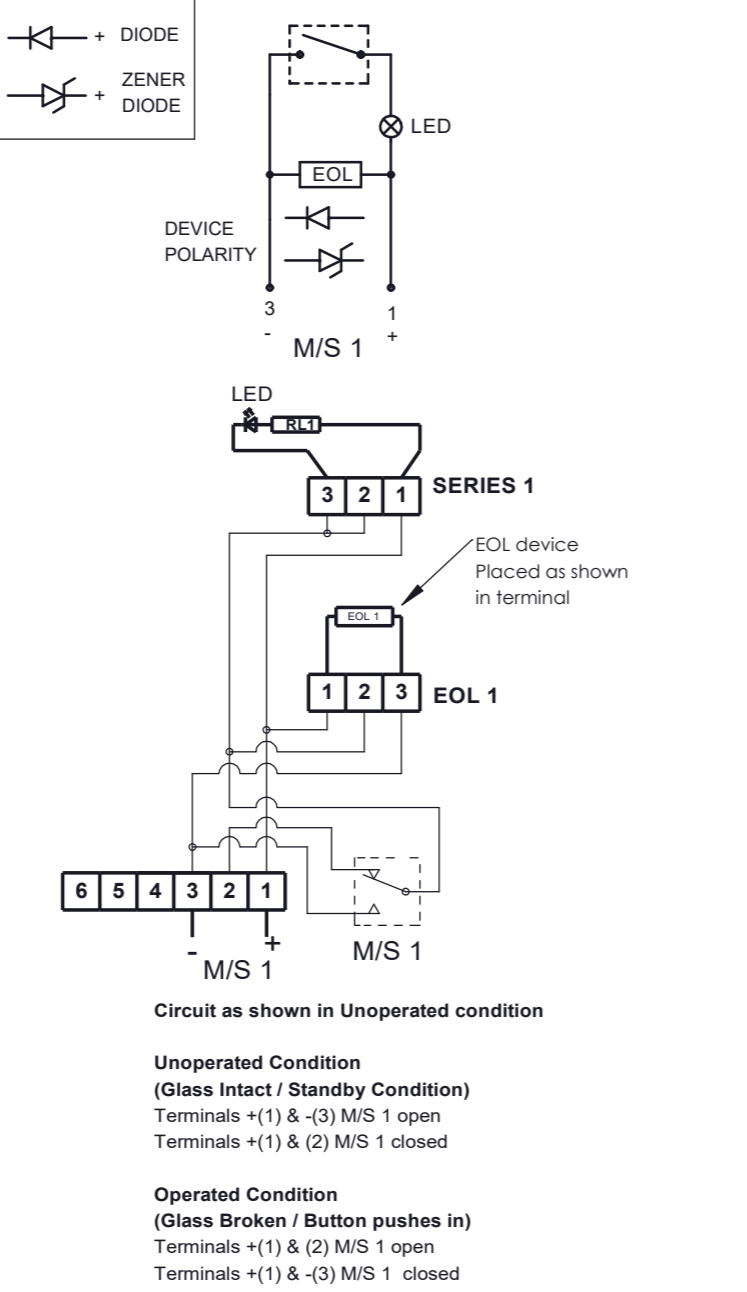 + DIODE
+ ZENER
DIODE
LED
EOL
DEVICE
POLARITY
3 1
- +
M/S 1
LED
RL1
3 2 1 SERIES 1
EOL device
Placed as shown
in terminal
EOL 1
1 2 3 EOL 1
6 5 4 3 2 1
- +
M/S 1
M/S 1
Circuit as shown in Unoperated condition
Unoperated Condition
(Glass Intact / Standby Condition)
Terminals +(1) & -(3) M/S 1 open
Terminals +(1) & (2) M/S 1 closed
Operated Condition
(Glass Broken / Button pushes in)
Terminals +(1) & (2) M/S 1 open
Terminals +(1) & -(3) M/S 1 closed